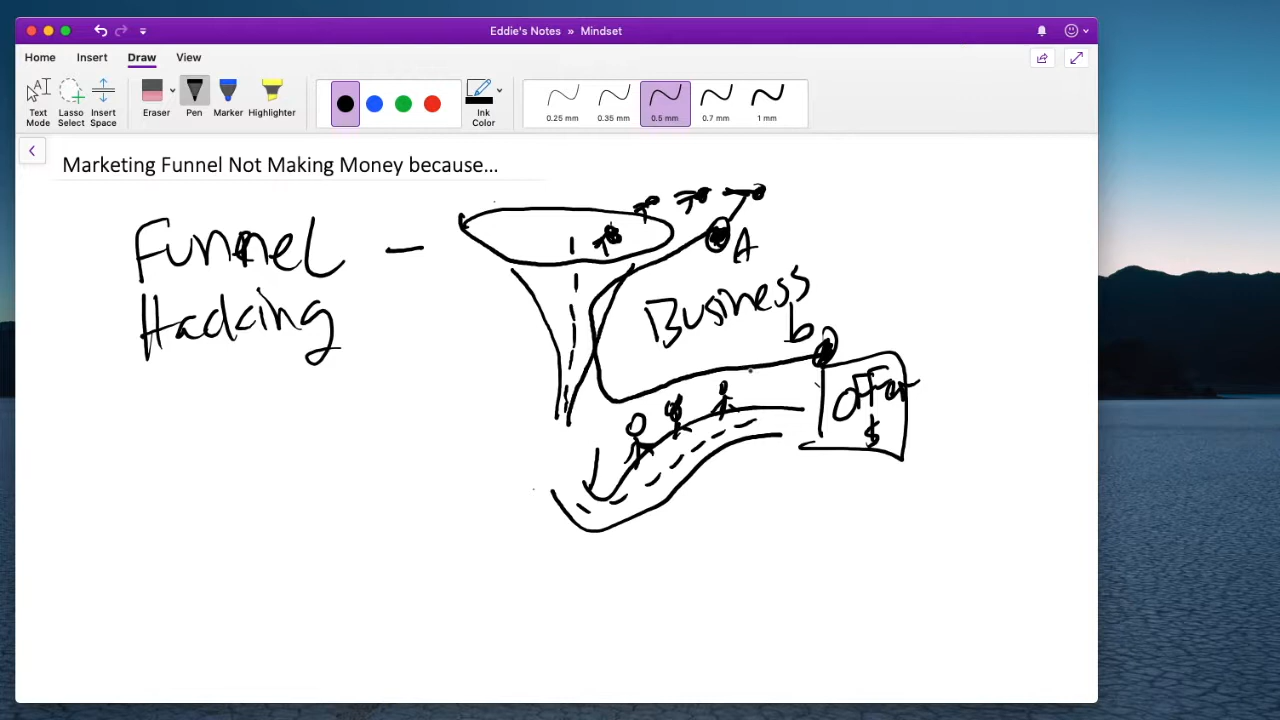 Eddie's Notes » Mindset
Home Insert Draw View
Text Mode
Lasso Select
Insert Space
Eraser
Pen
Marker
Highlighter
Ink Color
0.25 mm
0.35 mm
0.5 mm
0.7 mm
1 mm
Marketing Funnel Not Making Money because...
Funnel —
Hacking
A
Business
b
Offer
$